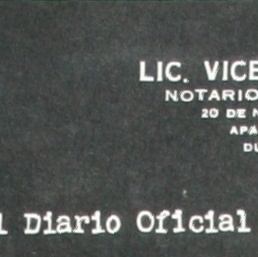 LIC. VICE
NOTARIO
20 DE
APA
DU
l Diario Oficial